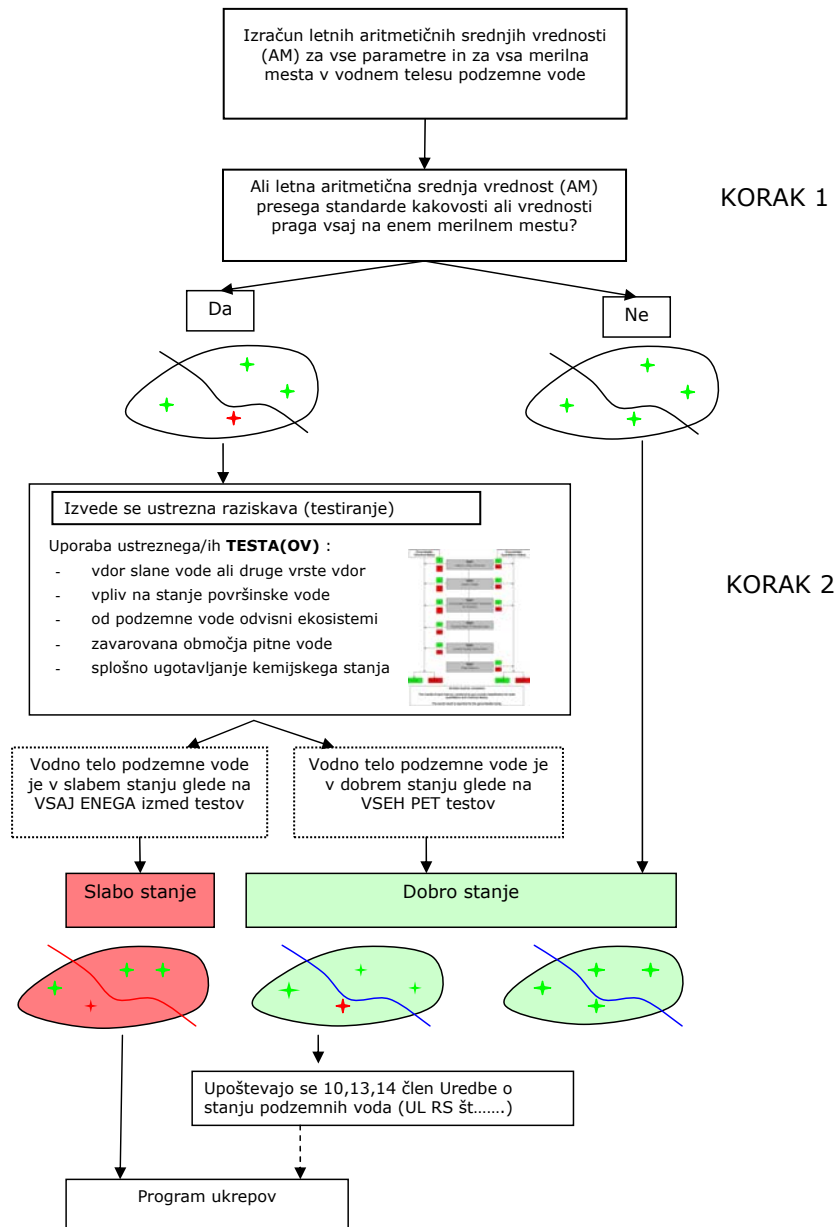 Izračun letnih aritmetičnih srednjih vrednosti
(AM) za vse parametre in za vsa merilna
mesta v vodnem telesu podzemne vode
Ali letna aritmetična srednja vrednost (AM)
presega standarde kakovosti ali vrednosti
praga vsaj na enem merilnem mestu?
KORAK 1
Da
Ne
Izvede se ustrezna raziskava (testiranje)
Uporaba ustreznega/ih TESTA(OV) :
- vdor slane vode ali druge vrste vdor
- vpliv na stanje površinske vode
- od podzemne vode odvisni ekosistemi
- zavarovana območja pitne vode
- splošno ugotavljanje kemijskega stanja
KORAK 2
Vodno telo podzemne vode
je v slabem stanju glede na
VSAJ ENEGA izmed testov
Vodno telo podzemne vode je
v dobrem stanju glede na
VSEH PET testov
Slabo stanje
Dobro stanje
Upoštevajo se 10,13,14 člen Uredbe o
stanju podzemnih voda (UL RS št…….)
Program ukrepov